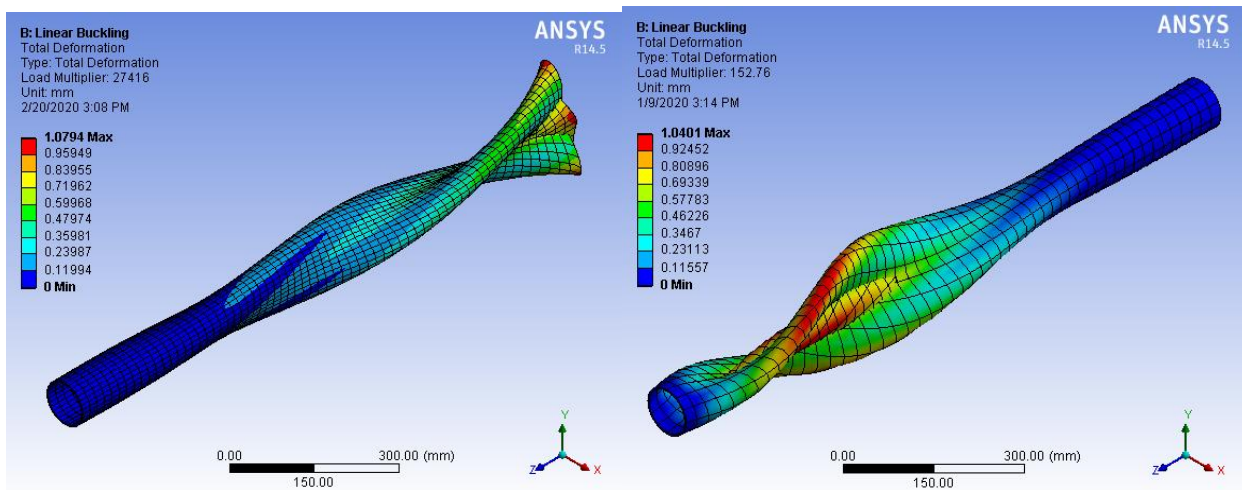 B: Linear Buckling
Total Deformation
Type: Total Deformation
Load Multiplier: 27416
Unit: mm
2/20/2020 3:08 PM
ANSYS
R14.5
1.0794 Max
0.95949
0.83955
0.71962
0.59968
0.47974
0.35981
0.23987
0.11994
0 Min
0.00
300.00 (mm)
150.00
Y
Z
X
B: Linear Buckling
Total Deformation
Type: Total Deformation
Load Multiplier: 152.76
Unit: mm
1/9/2020 3:14 PM
ANSYS
R14.5
1.0401 Max
0.92452
0.80896
0.69339
0.57783
0.46226
0.3467
0.23113
0.11557
0 Min
0.00
300.00 (mm)
150.00
Y
Z
X